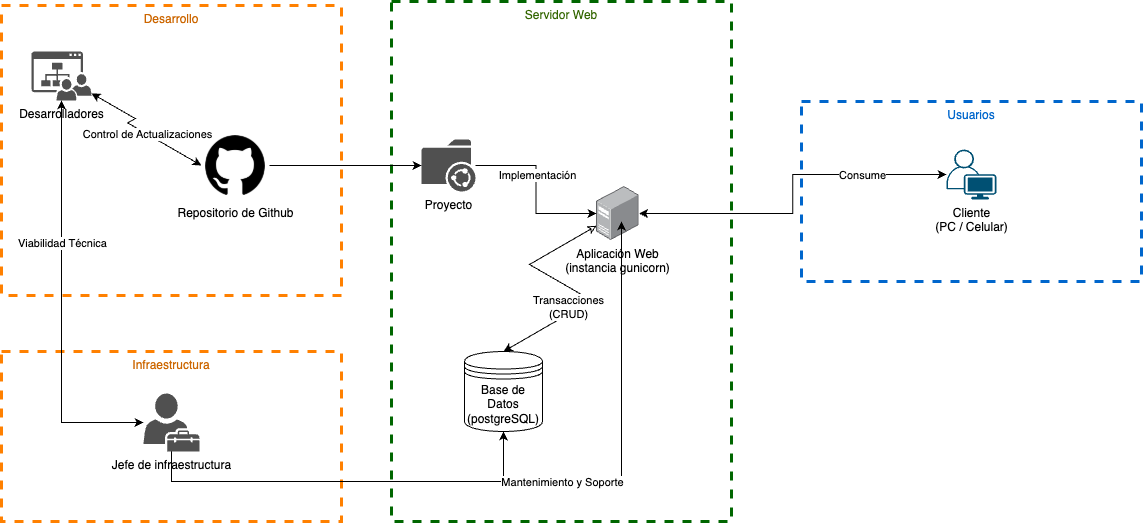 Desarrollo
Desarrolladores
Control de Actualizaciones
Repositorio de Github
Viabilidad Técnica
Infraestructura
Jefe de infraestructura
Servidor Web
Proyecto
Implementación
Aplicación Web
(instancia gunicorn)
Transacciones
(CRUD)
Base de
Datos
(postgreSQL)
Mantenimiento y Soporte
Usuarios
Consume
Cliente
(PC / Celular)